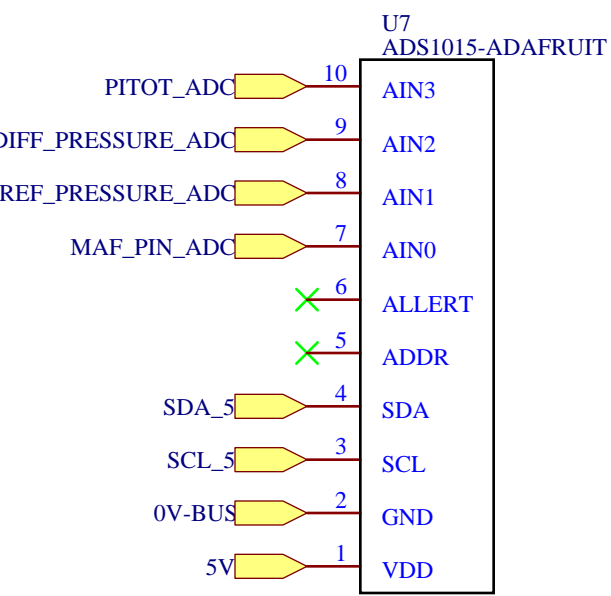 U7
ADS1015-ADAFRUIT
PITOT_ADC 10 AIN3
DIFF_PRESSURE_ADC 9 AIN2
REF_PRESSURE_ADC 8 AIN1
MAF_PIN_ADC 7 AIN0
6 ALLERT
5 ADDR
SDA_5 4 SDA
SCL_5 3 SCL
0V-BUS 2 GND
5V 1 VDD